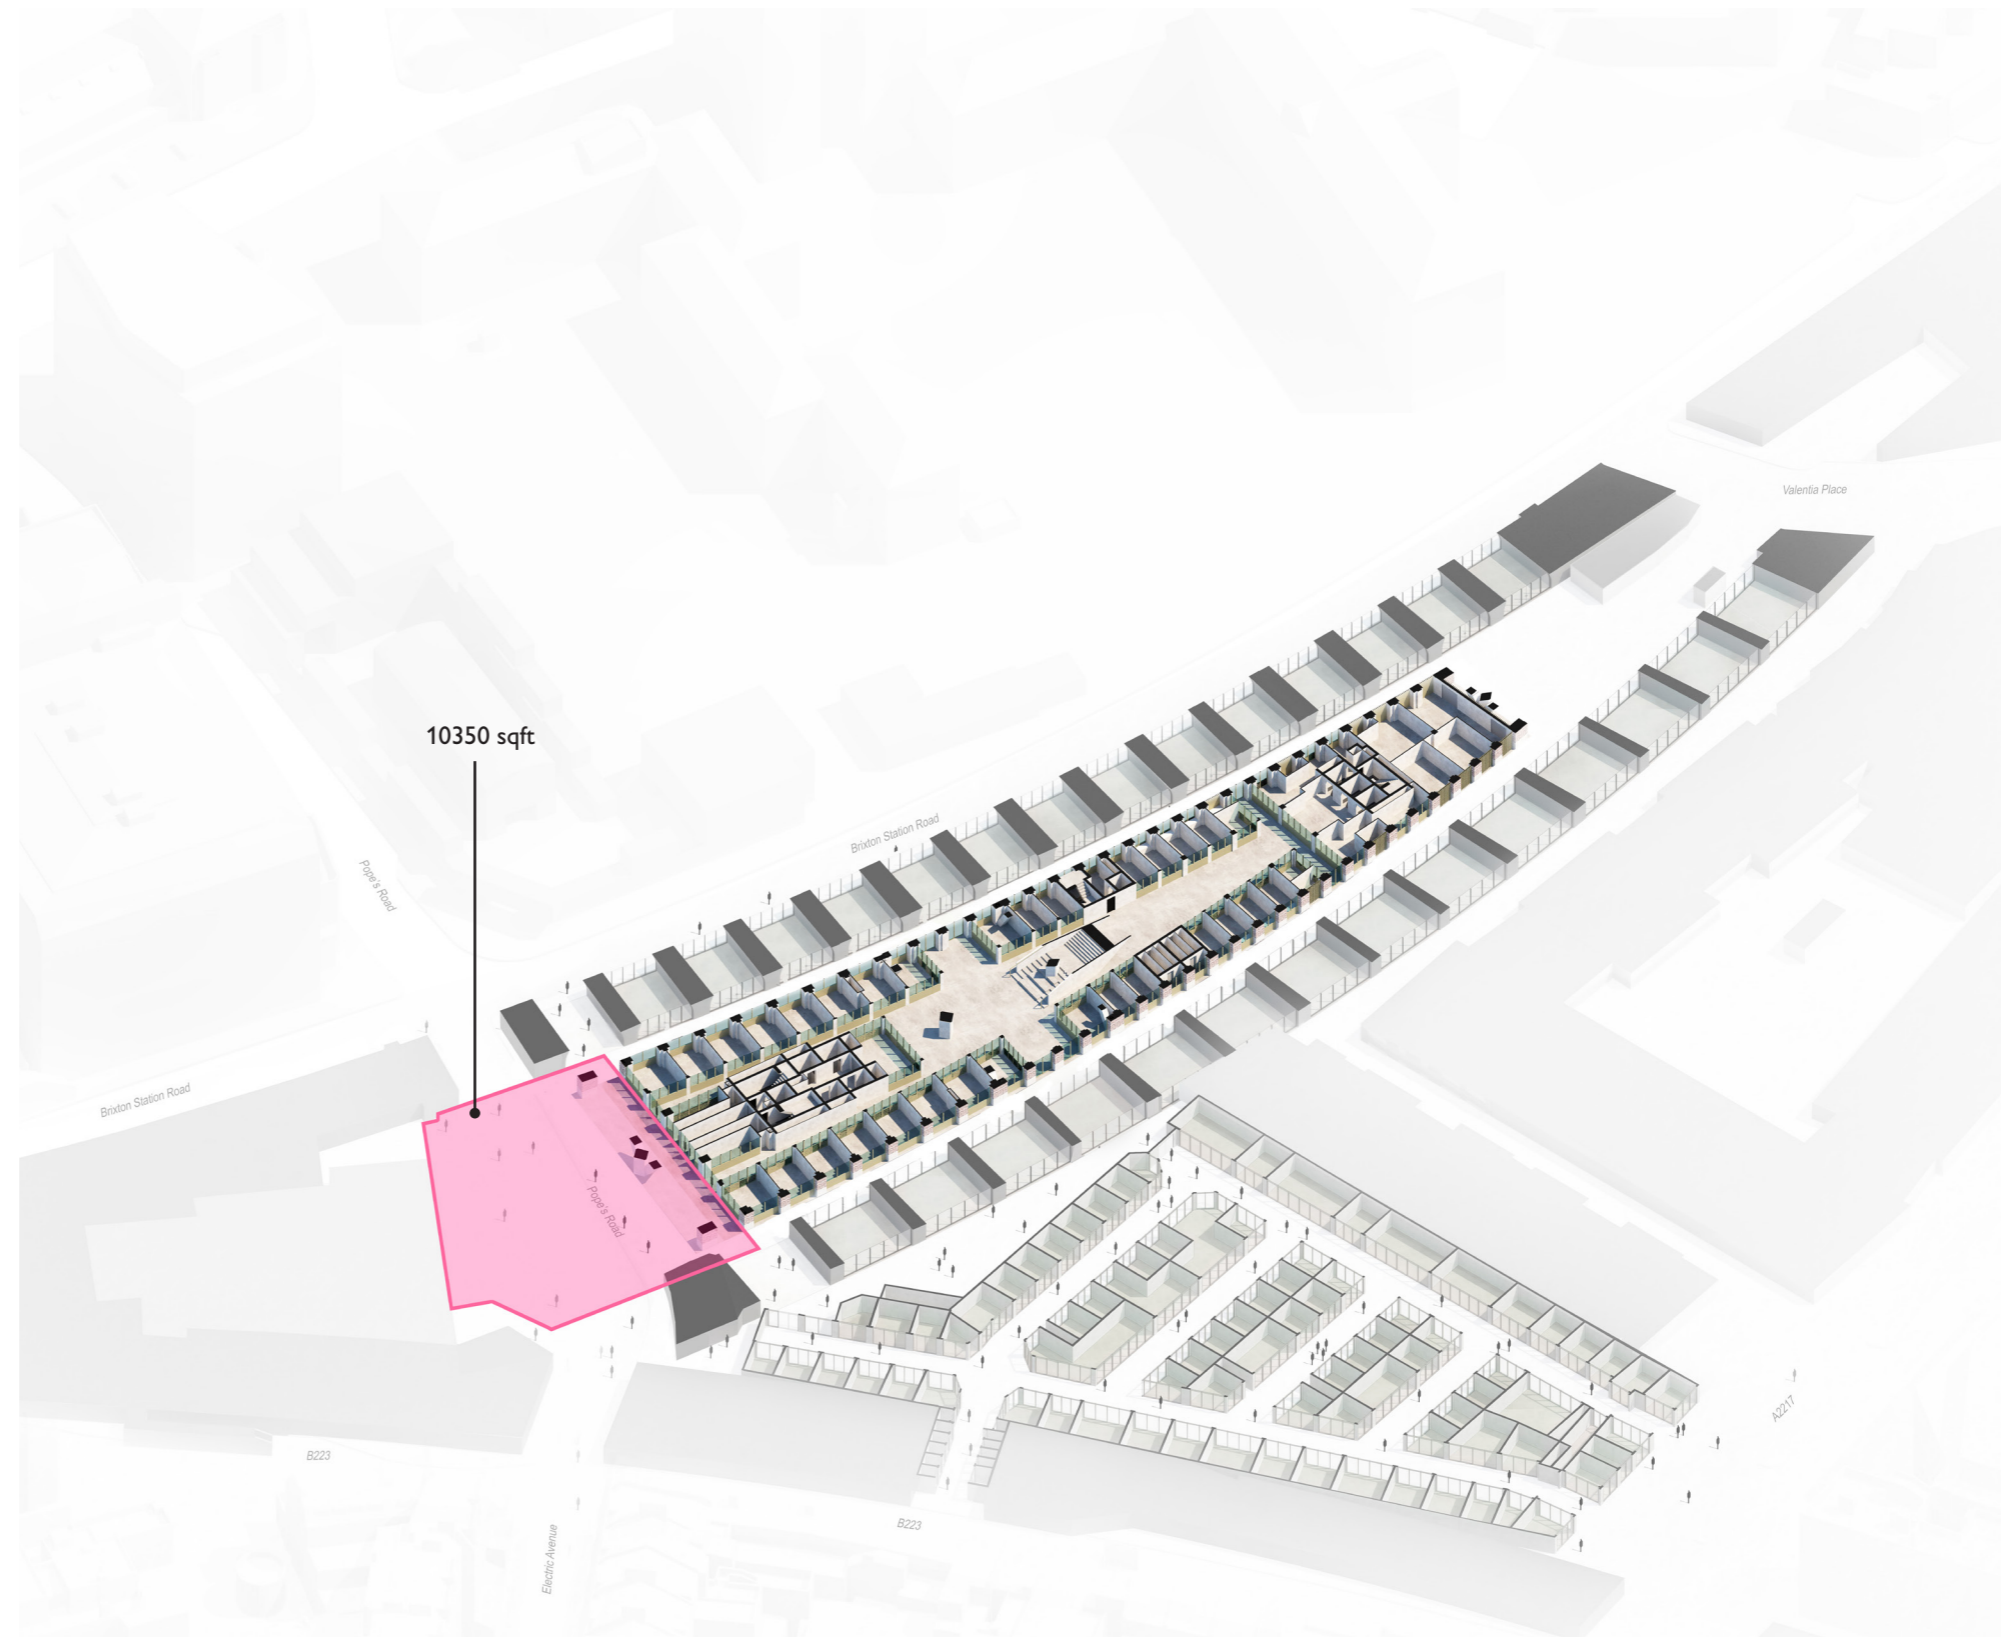 Valentia Place
10350 sqft
Brixton Station Road
Pope's Road
Brixton Station Road
Pope's Road
A2217
B223
B223
Electric Avenue